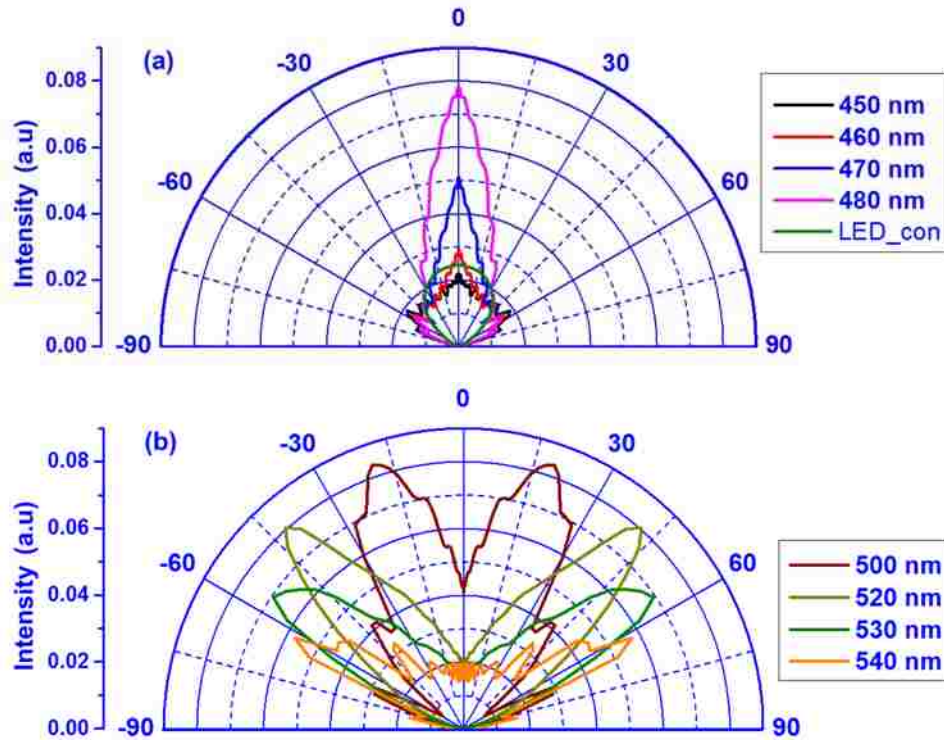 0
(a)
-30
30
-60
60
-90
90
Intensity (a.u)
0.08
0.06
0.04
0.02
0.00
450 nm
460 nm
470 nm
480 nm
LED_con
0
(b)
-30
30
-60
60
-90
90
Intensity (a.u)
0.08
0.06
0.04
0.02
0.00
500 nm
520 nm
530 nm
540 nm